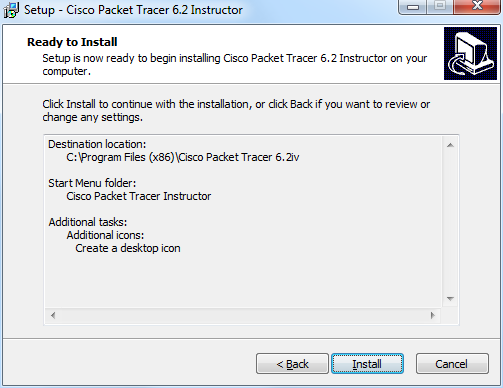 Setup - Cisco Packet Tracer 6.2 Instructor
Ready to Install
Setup is now ready to begin installing Cisco Packet Tracer 6.2 Instructor on your
computer.
Click Install to continue with the installation, or click Back if you want to review or
change any settings.
Destination location:
C:\Program Files (x86)\Cisco Packet Tracer 6.2iv
Start Menu folder:
Cisco Packet Tracer Instructor
Additional tasks:
Additional icons:
Create a desktop icon
< Back
Install
Cancel